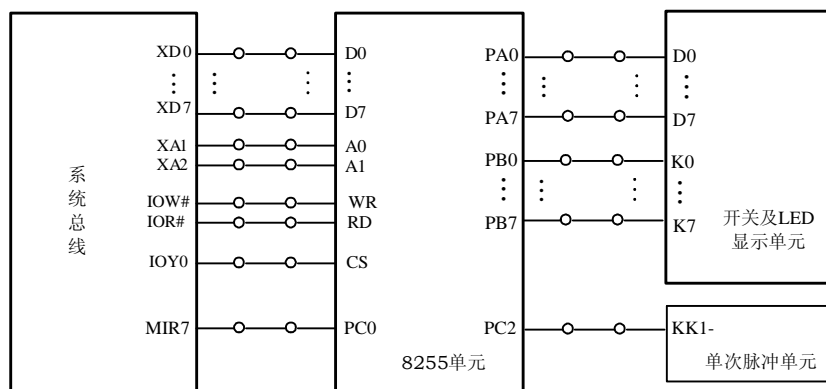 XD0
XD7
XA1
XA2
IOW#
IOR#
IOY0
MIR7
系统总线
D0
D7
A0
A1
WR
RD
CS
PC0
PA0
PA7
PB0
PB7
PC2
8255单元
D0
D7
K0
K7
开关及LED
显示单元
KK1-
单次脉冲单元